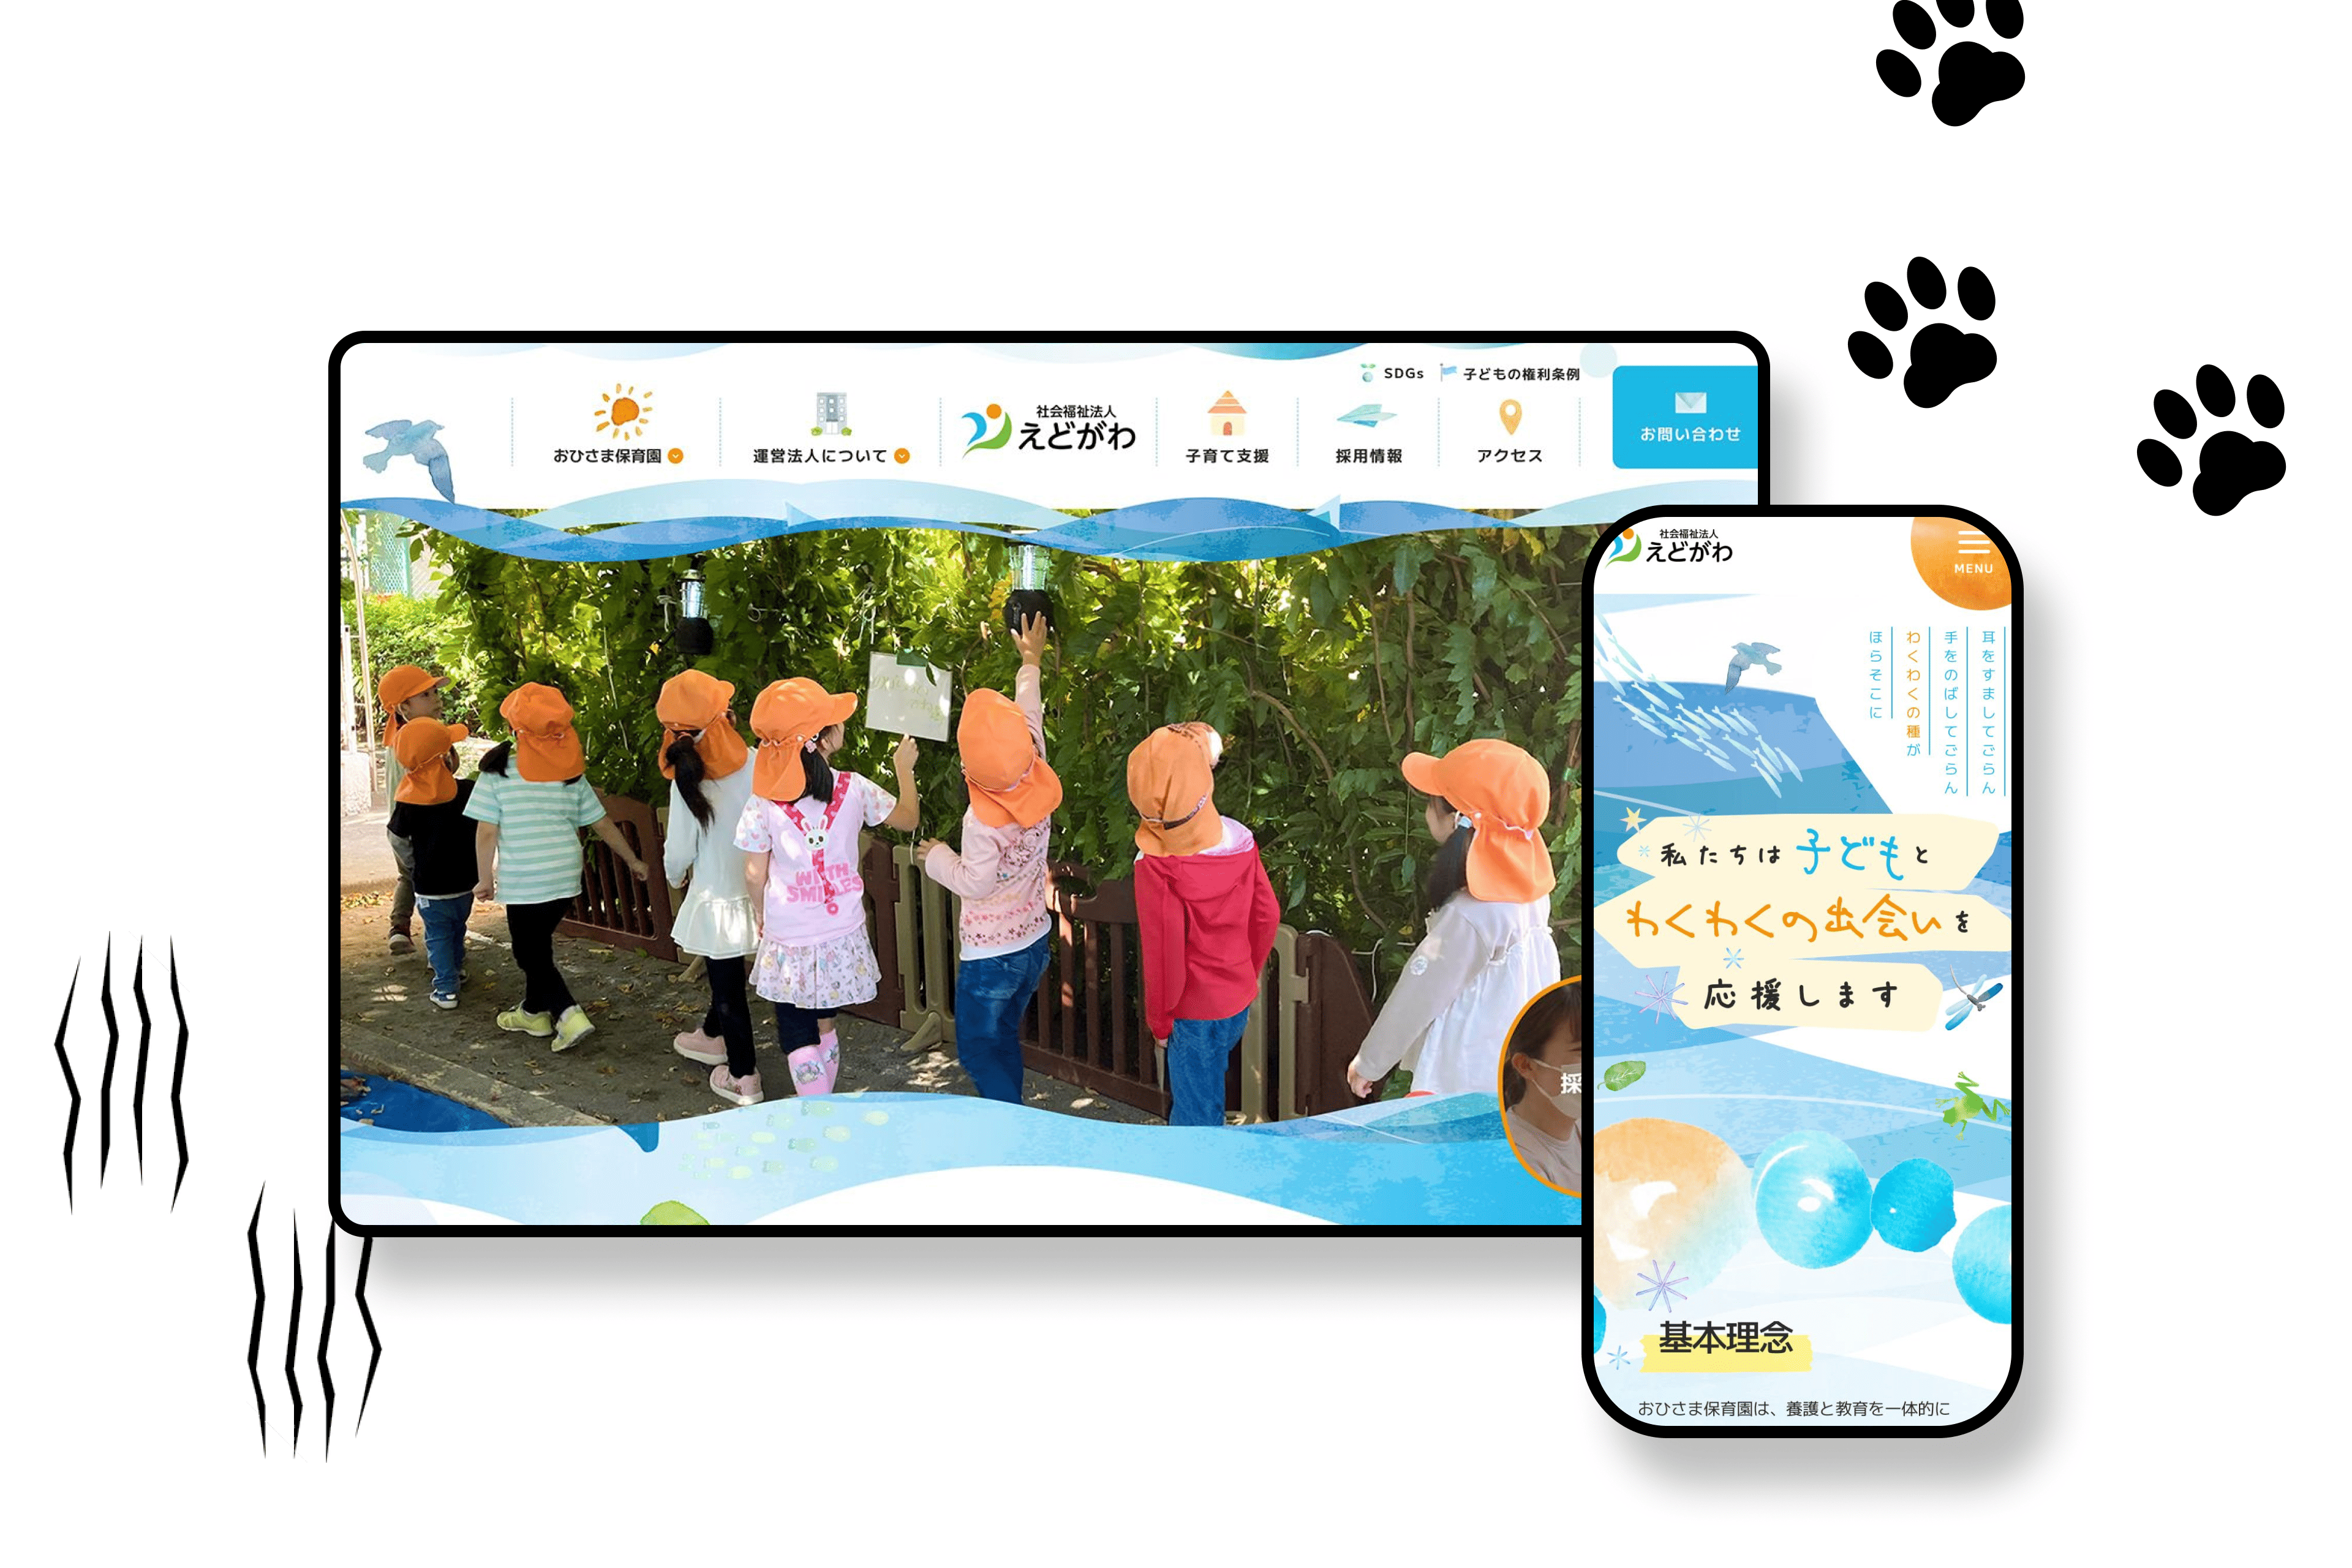 SDGs
子どもの権利条例
おひさま保育園
運営法人について
社会福祉法人
えどがわ
子育て支援
採用情報
アクセス
お問い合わせ
WITH
SMILES
採
社会福祉法人
えどがわ
MENU
耳をすましてごらん
手をのばしてごらん
わくわくの種が
ほらそこに
私たちは子どもと
わくわくの出会いを
応援します
基本理念
おひさま保育園は、養護と教育を一体的に